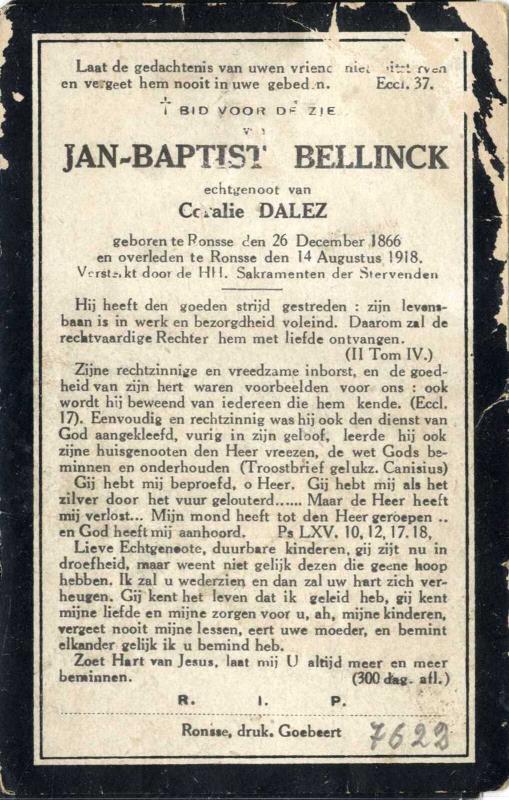 Laat de gedachtenis van uwen vriend niet uitsterven
en vergeet hem nooit in uwe gebeden. Eccl. 37.
† BID VOOR DE ZIE
van
JAN-BAPTIST BELLINCK
echtgenoot van
Coralie DALEZ
geboren te Ronsse den 26 December 1866
en overleden te Ronsse den 14 Augustus 1918.
Versterkt door de HH. Sakramenten der Stervenden
Hij heeft den goeden strijd gestreden : zijn levens-
baan is in werk en bezorgdheid voleind. Daarom zal de
rechtvaardige Rechter hem met liefde ontvangen.
(II Tom IV.)
Zijne rechtzinnige en vreedzame inborst, en de goed-
heid van zijn hert waren voorbeelden voor ons : ook
wordt hij beweend van iedereen die hem kende. (Eccl.
17). Eenvoudig en rechtzinnig was hij ook den dienst van
God aangekleefd, vurig in zijn geloof, leerde hij ook
zijne huisgenooten den Heer vreezen, de wet Gods be-
minnen en onderhouden (Troostbrief gelukz. Canisius)
Gij hebt mij beproefd, o Heer. Gij hebt mij als het
zilver door het vuur gelouterd...... Maar de Heer heeft
mij verlost... Mijn mond heeft tot den Heer geroepen ..
en God heeft mij aanhoord. Ps LXV, 10, 12, 17. 18,
Lieve Echtgenoote, duurbare kinderen, gij zijt nu in
droefheid, maar weent niet gelijk dezen die geene hoop
hebben. Ik zal u wederzien en dan zal uw hart zich ver-
heugen. Gij kent het leven dat ik geleid heb, gij kent
mijne liefde en mijne zorgen voor u, ah, mijne kinderen,
vergeet nooit mijne lessen, eert uwe moeder, en bemint
elkander gelijk ik u bemind heb.
Zoet Hart van Jesus, laat mij U altijd meer en meer
beminnen. (300 dag. afl.)
R. I. P.
Ronsse, druk. Goebeert
7622